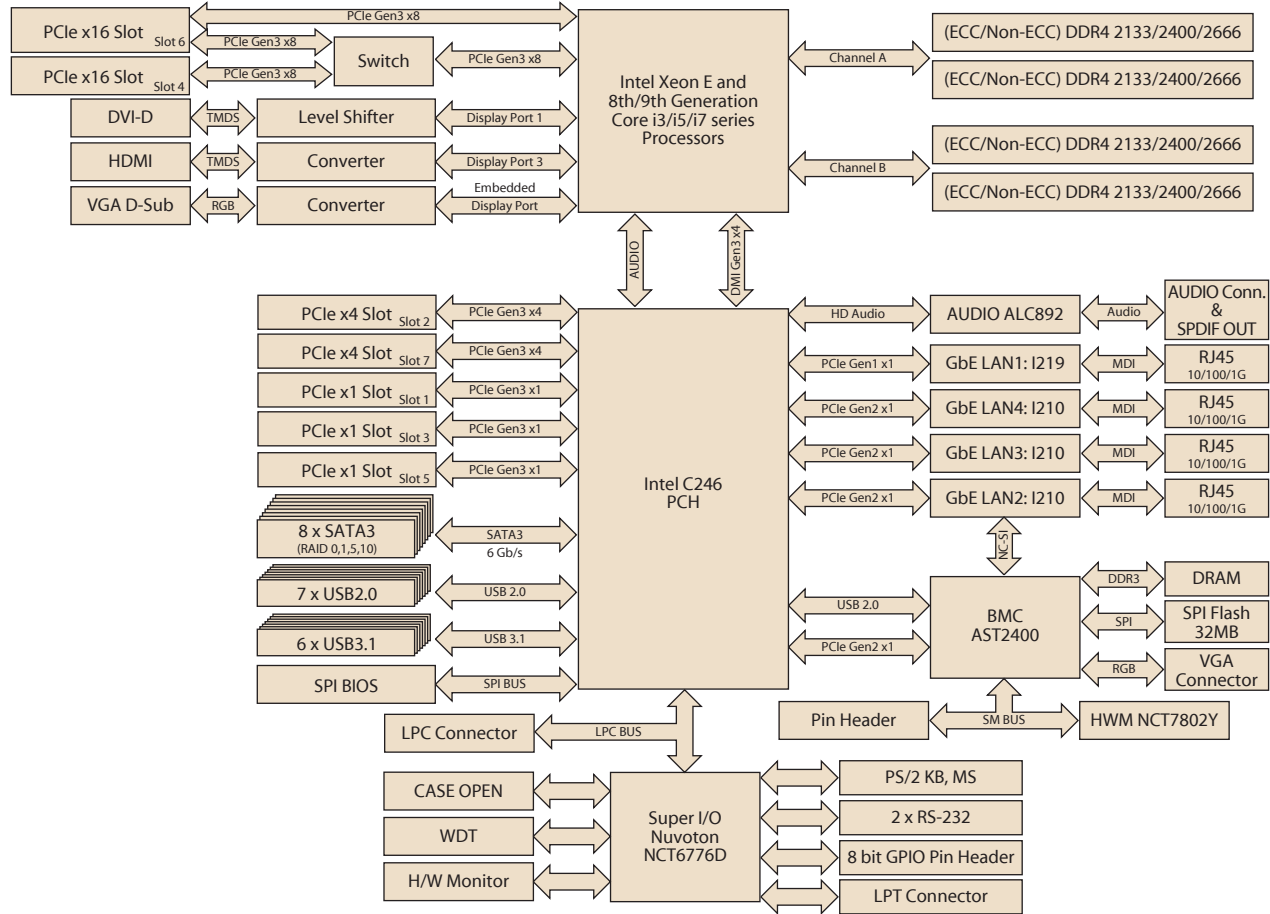 PCIe x16 Slot
Slot 6
PCIe Gen3 x8
PCIe Gen3 x8
PCIe x16 Slot
Slot 4
PCIe Gen3 x8
Switch
PCIe Gen3 x8
DVI-D
TMDS
Level Shifter
Display Port 1
HDMI
TMDS
Converter
Display Port 3
VGA D-Sub
RGB
Converter
Embedded
Display Port
Intel Xeon E and
8th/9th Generation
Core i3/i5/i7 series
Processors
Channel A
(ECC/Non-ECC) DDR4 2133/2400/2666
(ECC/Non-ECC) DDR4 2133/2400/2666
Channel B
(ECC/Non-ECC) DDR4 2133/2400/2666
(ECC/Non-ECC) DDR4 2133/2400/2666
AUDIO
DMI Gen3 x4
PCIe x4 Slot
Slot 2
PCIe Gen3 x4
PCIe x4 Slot
Slot 7
PCIe Gen3 x4
PCIe x1 Slot
Slot 1
PCIe Gen3 x1
PCIe x1 Slot
Slot 3
PCIe Gen3 x1
PCIe x1 Slot
Slot 5
PCIe Gen3 x1
8 x SATA3
(RAID 0,1,5,10)
SATA3
6 Gb/s
7 x USB2.0
USB 2.0
6 x USB3.1
USB 3.1
SPI BIOS
SPI BUS
Intel C246
PCH
HD Audio
AUDIO ALC892
Audio
AUDIO Conn.
&
SPDIF OUT
PCIe Gen1 x1
GbE LAN1: I219
MDI
RJ45
10/100/1G
PCIe Gen2 x1
GbE LAN4: I210
MDI
RJ45
10/100/1G
PCIe Gen2 x1
GbE LAN3: I210
MDI
RJ45
10/100/1G
PCIe Gen2 x1
GbE LAN2: I210
MDI
RJ45
10/100/1G
NC-SI
USB 2.0
PCIe Gen2 x1
BMC
AST2400
DDR3
DRAM
SPI
SPI Flash
32MB
RGB
VGA
Connector
Pin Header
SM BUS
HWM NCT7802Y
LPC Connector
LPC BUS
CASE OPEN
WDT
H/W Monitor
Super I/O
Nuvoton
NCT6776D
PS/2 KB, MS
2 x RS-232
8 bit GPIO Pin Header
LPT Connector